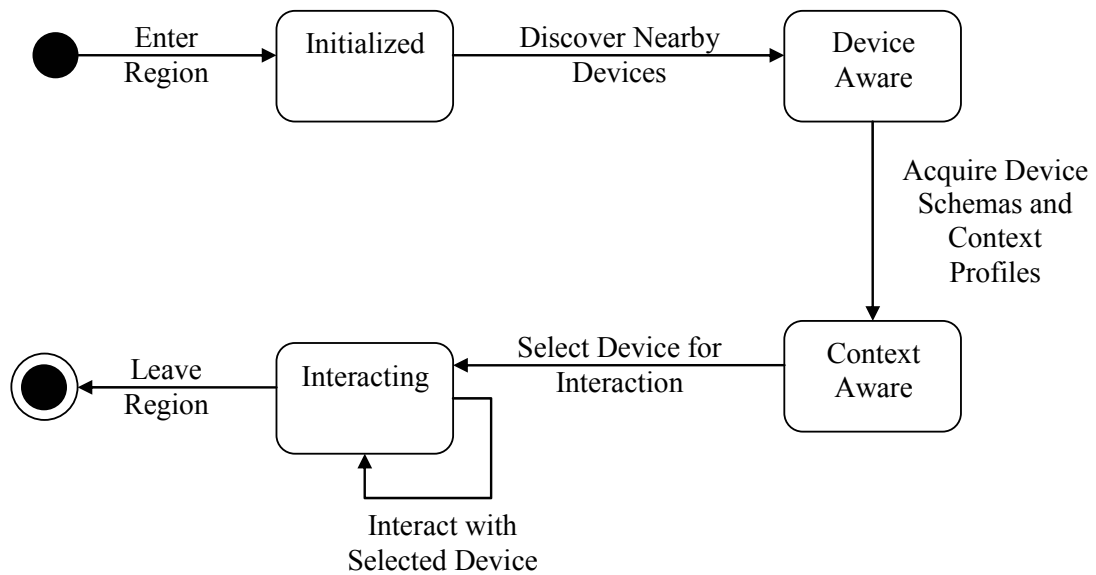 Enter
Region
Initialized
Discover Nearby
Devices
Device
Aware
Acquire Device
Schemas and
Context
Profiles
Context
Aware
Select Device for
Interaction
Interacting
Leave
Region
Interact with
Selected Device